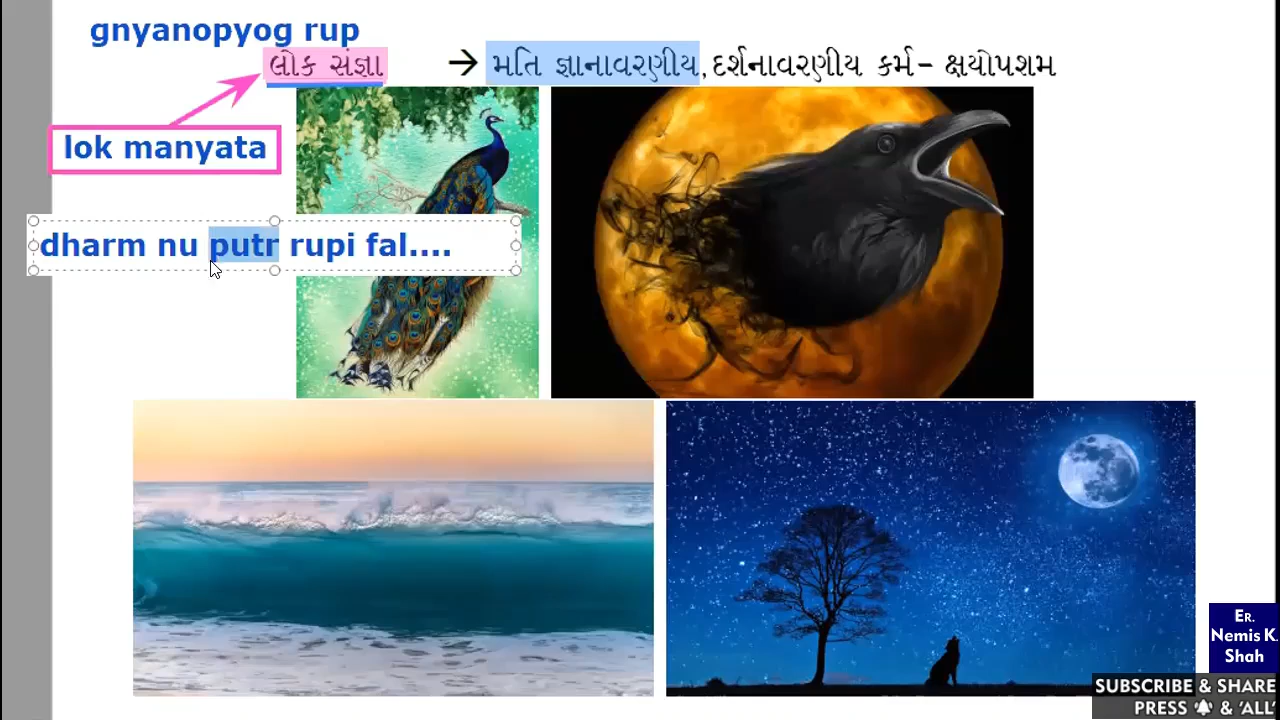 gnyanopyog rup
લોક સંજ્ઞા → મતિ જ્ઞાનાવરણીય, દર્શનાવરણીય કર્મ - ક્ષયોપશમ
lok manyata
dharm nu putr rupi fal....
ER.
Nemis K.
Shah
SUBSCRIBE & SHARE
PRESS 🔔 & 'ALL'